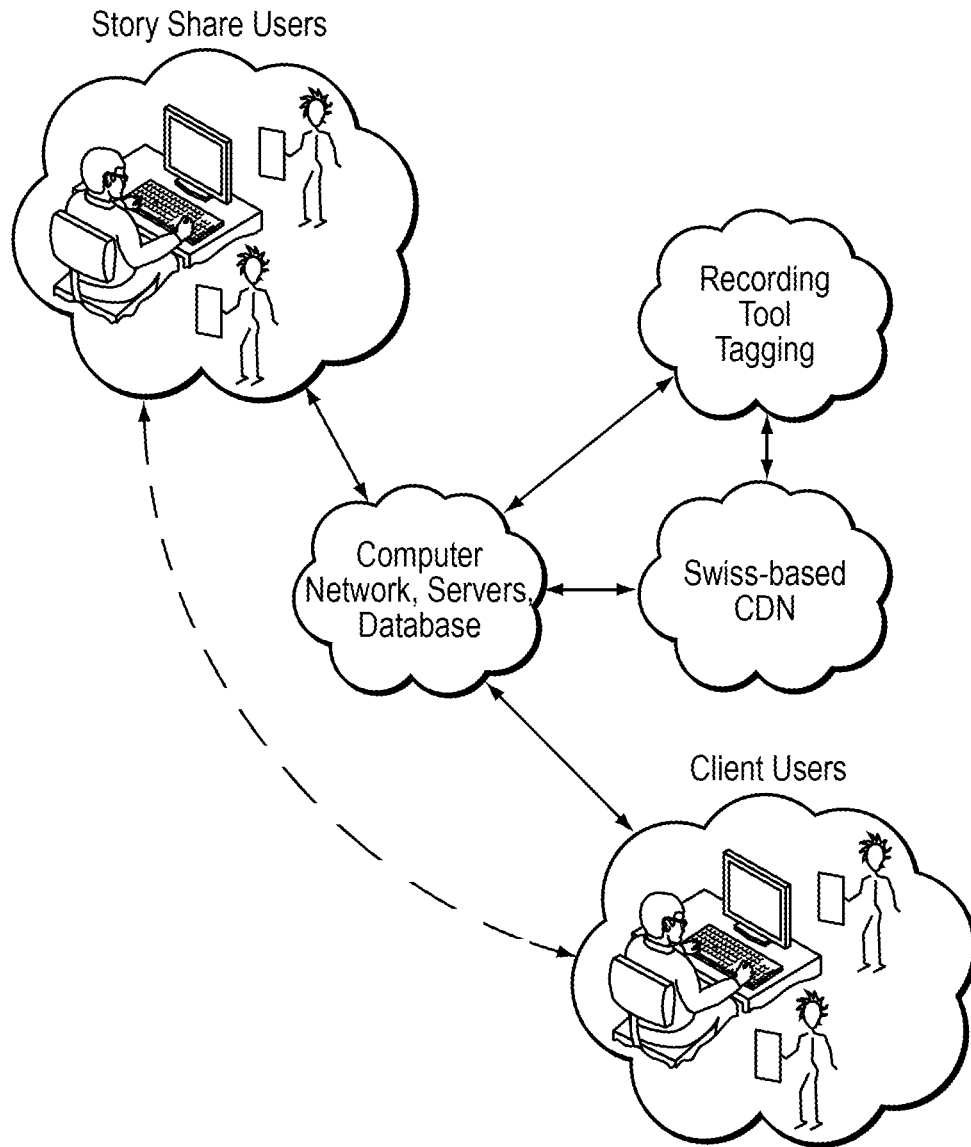 Story Share Users
Recording
Tool
Tagging
Computer
Network, Servers,
Database
Swiss-based
CDN
Client Users